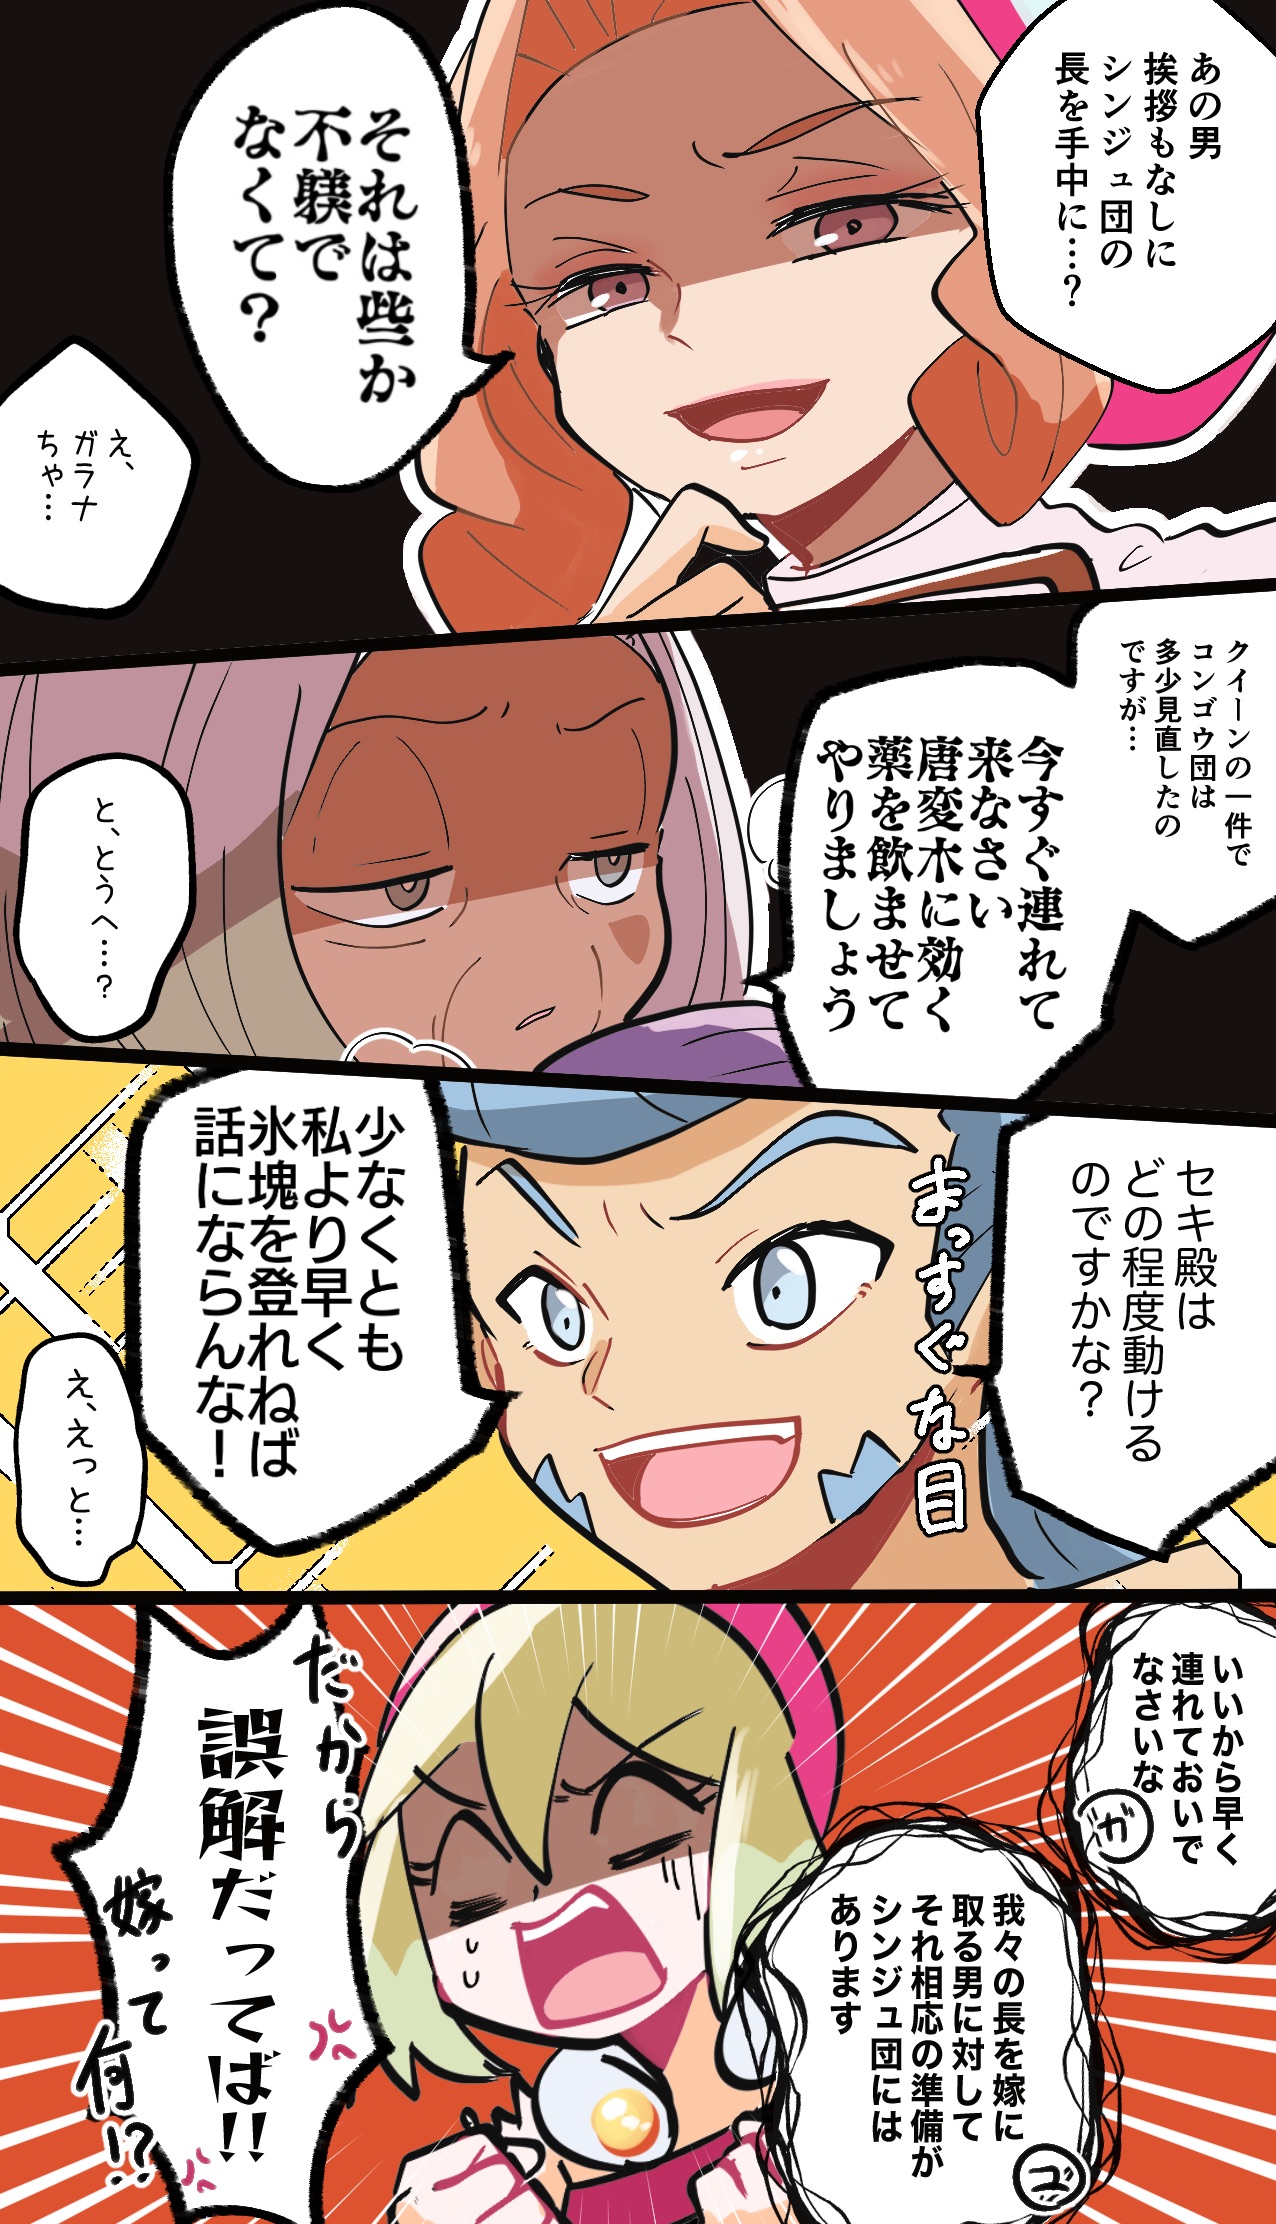 あの男
挨拶もなしに
シンジュ団の
長を手中に…?
それは些か
不躾で
なくて?
え、
ガラナ
ちゃ…
クイーンの一件で
コンゴウ団は
多少見直したの
ですが…
今すぐ連れて
来なさい
唐変木に効く
薬を飲ませて
やりましょう
と、とうへ…?
セキ殿は
どの程度動ける
のですかな?
まっすぐな目
少なくとも
私より早く
氷塊を登れねば
話にならんな!
え、えっと…
いいから早く
連れておいで
なさいな
ガ
我々の長を嫁に
取る男に対して
それ相応の準備が
シンジュ団には
あります
ユ
だから
誤解だってば!!
嫁って
何!?